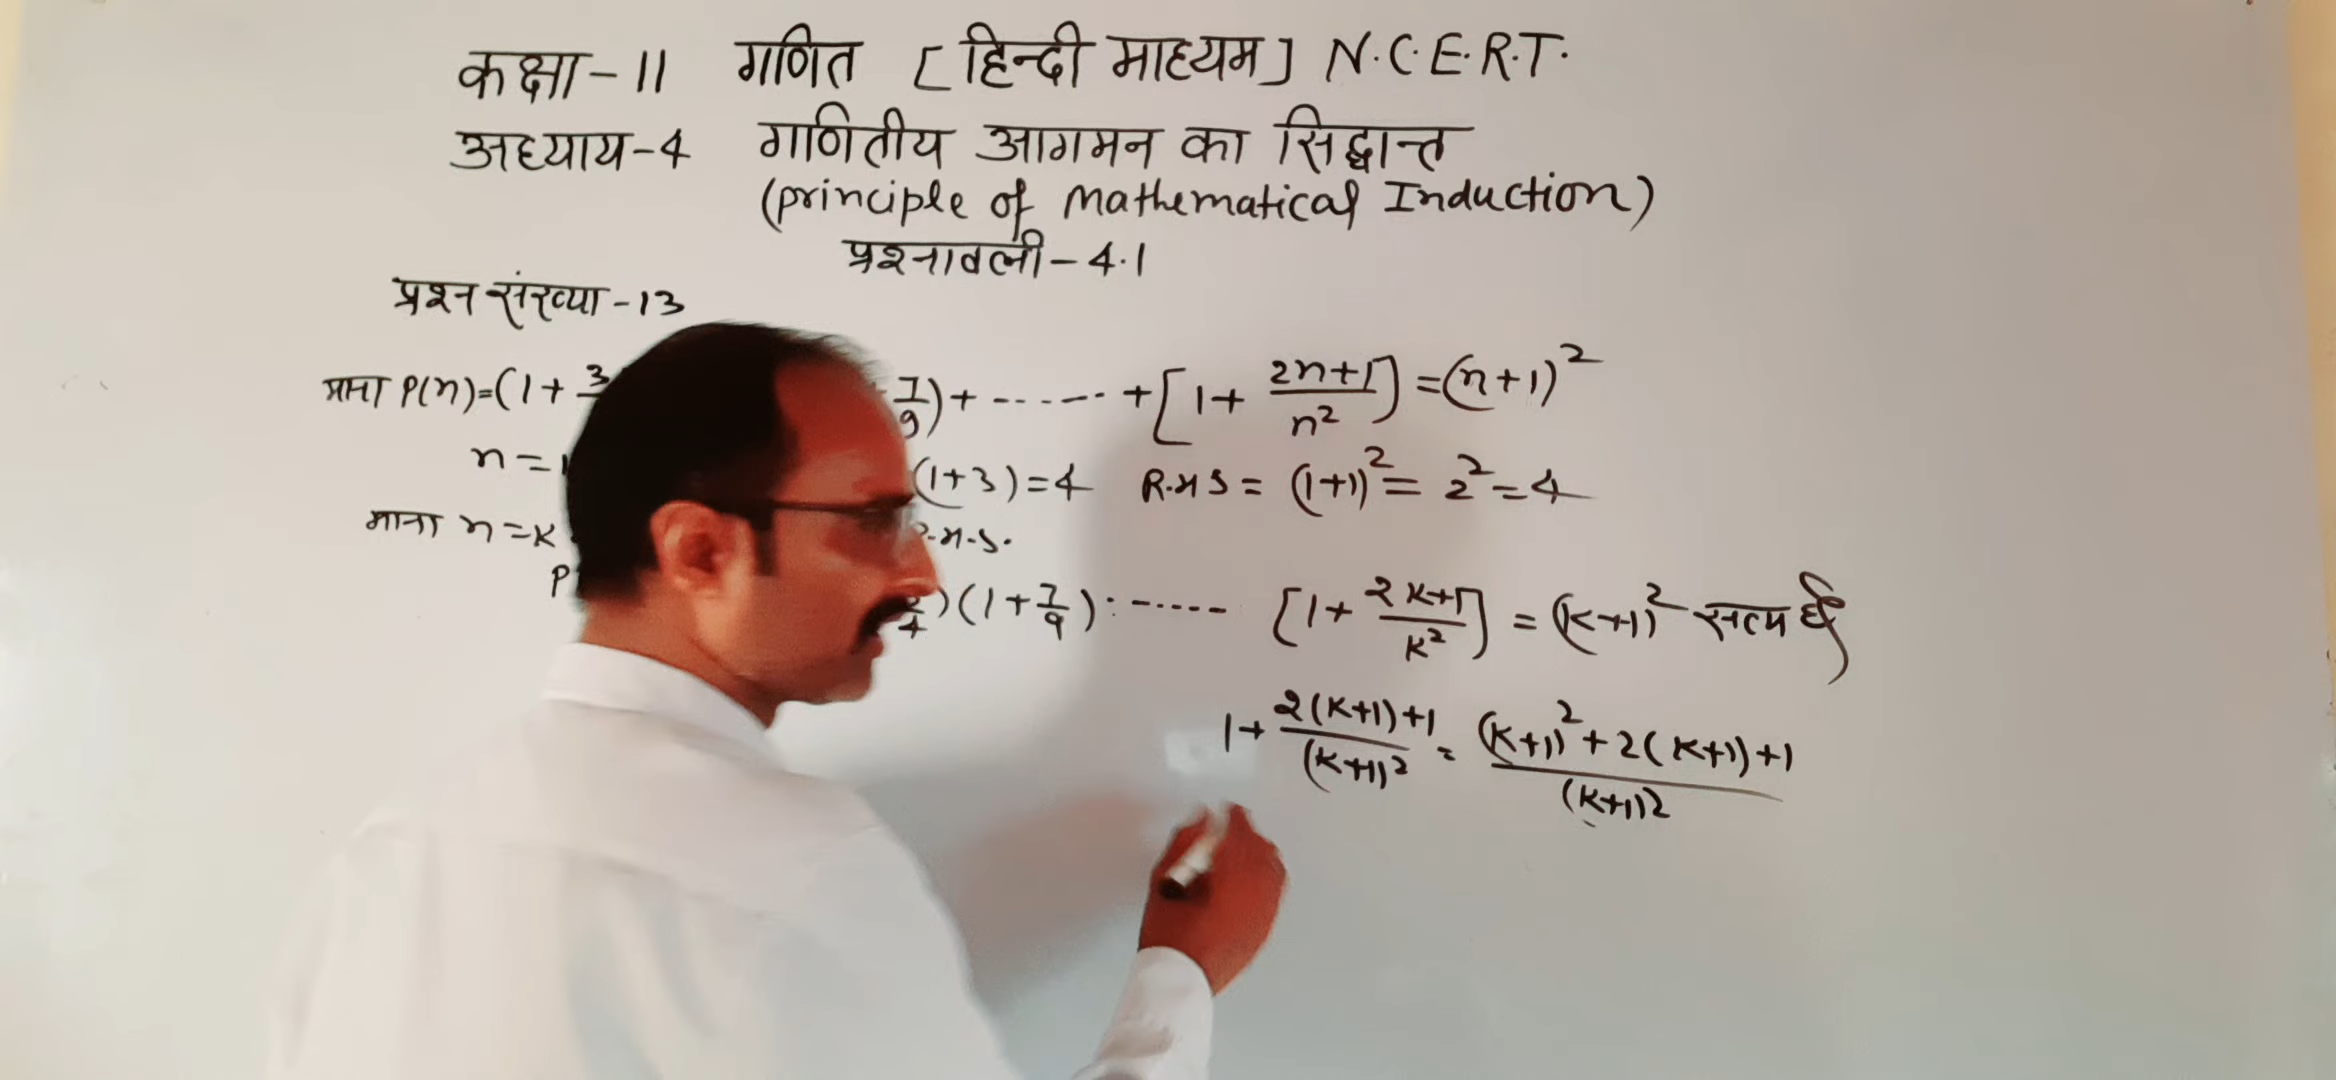 कक्षा-11 गणित [हिन्दी माध्यम] N.C.E.R.T.
अध्याय-4 गणितीय आगमन का सिद्धान्त
(principle of Mathematical Induction)
प्रश्नावली-4.1
प्रश्न संख्या-13
माना P(n)=(1+3 7/9)+------+[1+(2n+1)/n²]=(n+1)²
n=1 (1+3)=4 R.H.S=(1+1)²=2²=4
माना n=K .H.S.
P 4)(1+7/9):------ [1+(2K+1)/K²]=(K+1)² सत्य है
1+(2(K+1)+1)/(K+1)²=((K+1)²+2(K+1)+1)/(K+1)2